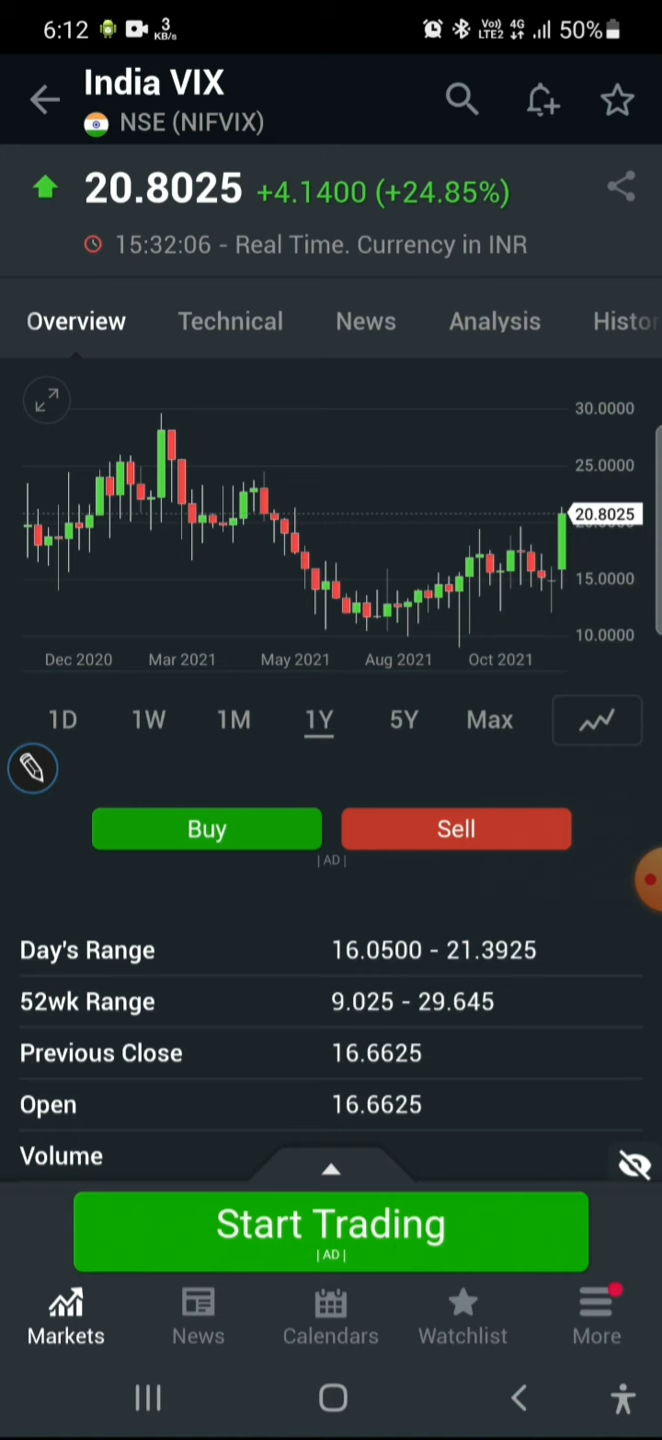 6:12 3 KB/s Vo)) LTE2 4G 50%
India VIX
NSE (NIFVIX)
20.8025 +4.1400 (+24.85%)
15:32:06 - Real Time. Currency in INR
Overview Technical News Analysis Histor
30.0000
25.0000
20.8025
15.0000
10.0000
Dec 2020 Mar 2021 May 2021 Aug 2021 Oct 2021
1D 1W 1M 1Y 5Y Max
Buy Sell
| AD |
Day's Range 16.0500 - 21.3925
52wk Range 9.025 - 29.645
Previous Close 16.6625
Open 16.6625
Volume
Start Trading
| AD |
Markets News Calendars Watchlist More